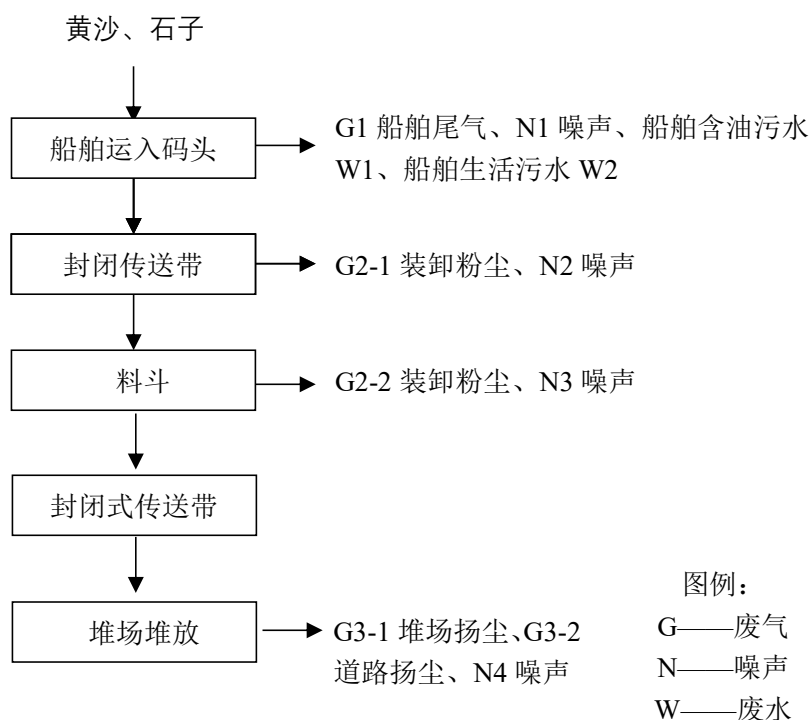 黄沙、石子
船舶运入码头
G1 船舶尾气、N1 噪声、船舶含油污水
W1、船舶生活污水 W2
封闭传送带
G2-1 装卸粉尘、N2 噪声
料斗
G2-2 装卸粉尘、N3 噪声
封闭式传送带
堆场堆放
G3-1 堆场扬尘、G3-2
道路扬尘、N4 噪声
图例：
G——废气
N——噪声
W——废水